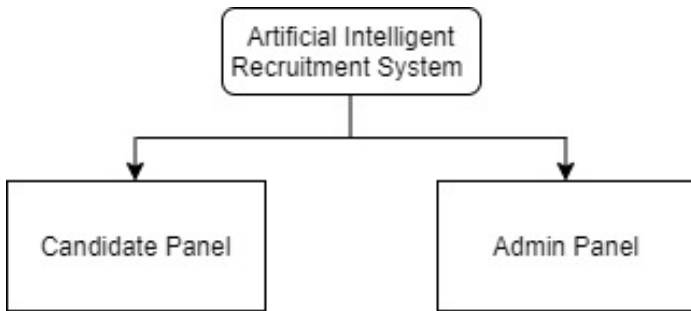 Artificial Intelligent
Recruitment System
Candidate Panel
Admin Panel